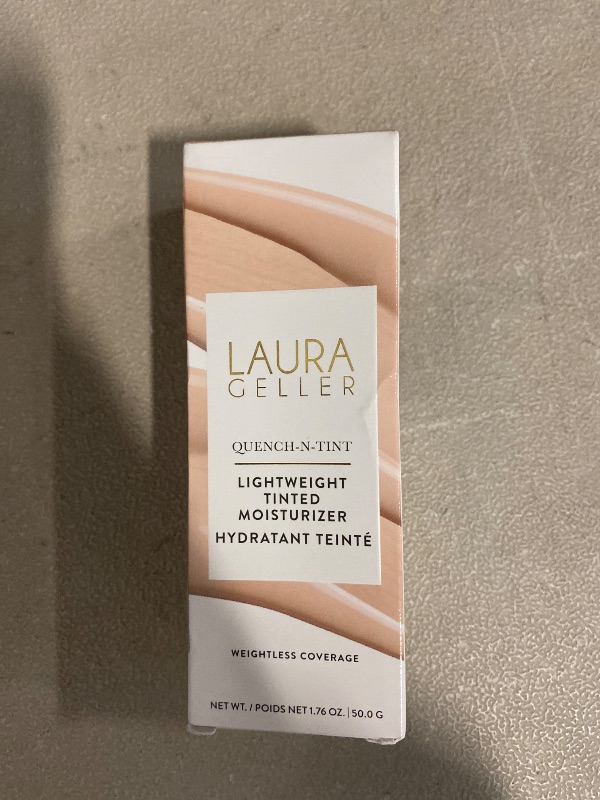 LAURA
GELLER
QUENCH-N-TINT
LIGHTWEIGHT
TINTED
MOISTURIZER
HYDRATANT TEINTÉ
WEIGHTLESS COVERAGE
NET WT. / POIDS NET 1.76 OZ. | 50.0 G